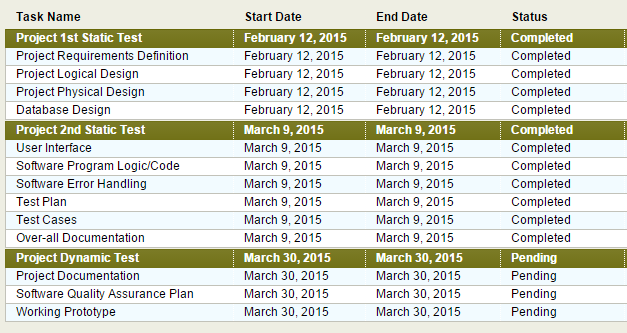 Task Name Start Date End Date Status
Project 1st Static Test February 12, 2015 February 12, 2015 Completed
Project Requirements Definition February 12, 2015 February 12, 2015 Completed
Project Logical Design February 12, 2015 February 12, 2015 Completed
Project Physical Design February 12, 2015 February 12, 2015 Completed
Database Design February 12, 2015 February 12, 2015 Completed
Project 2nd Static Test March 9, 2015 March 9, 2015 Completed
User Interface March 9, 2015 March 9, 2015 Completed
Software Program Logic/Code March 9, 2015 March 9, 2015 Completed
Software Error Handling March 9, 2015 March 9, 2015 Completed
Test Plan March 9, 2015 March 9, 2015 Completed
Test Cases March 9, 2015 March 9, 2015 Completed
Over-all Documentation March 9, 2015 March 9, 2015 Completed
Project Dynamic Test March 30, 2015 March 30, 2015 Pending
Project Documentation March 30, 2015 March 30, 2015 Pending
Software Quality Assurance Plan March 30, 2015 March 30, 2015 Pending
Working Prototype March 30, 2015 March 30, 2015 Pending